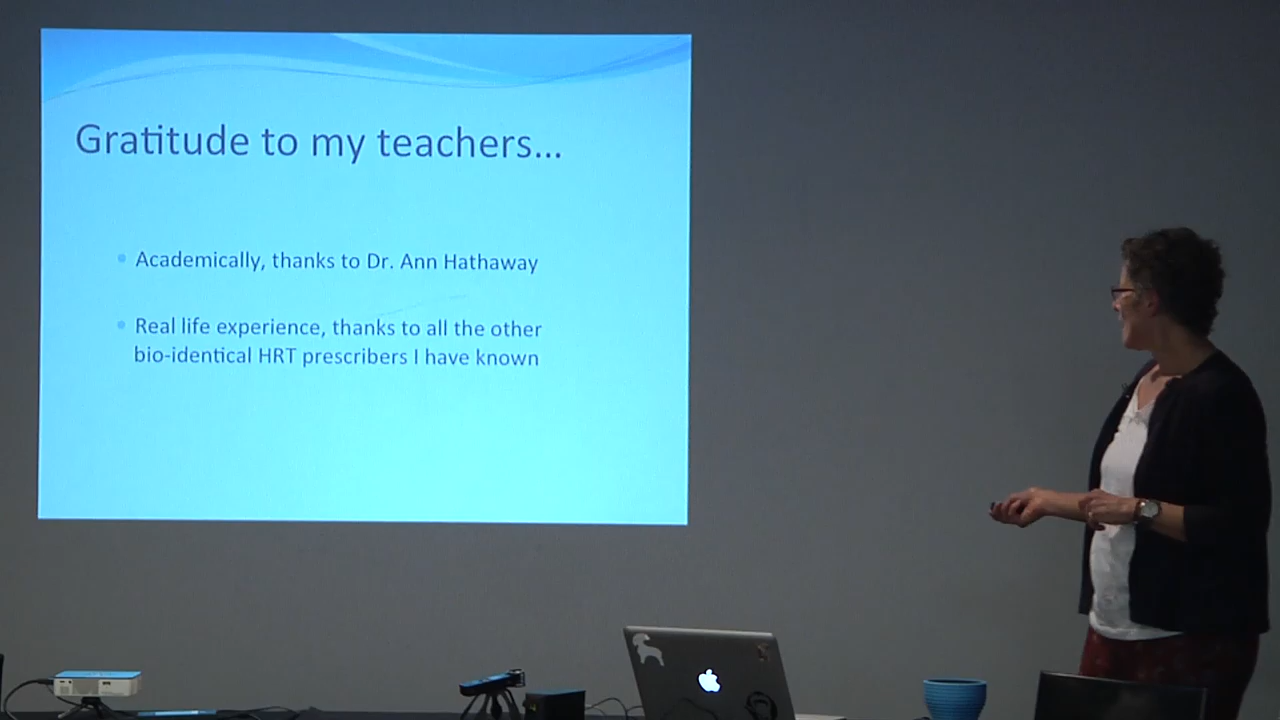 Gratitude to my teachers...
Academically, thanks to Dr. Ann Hathaway
Real life experience, thanks to all the other
bio-identical HRT prescribers I have known